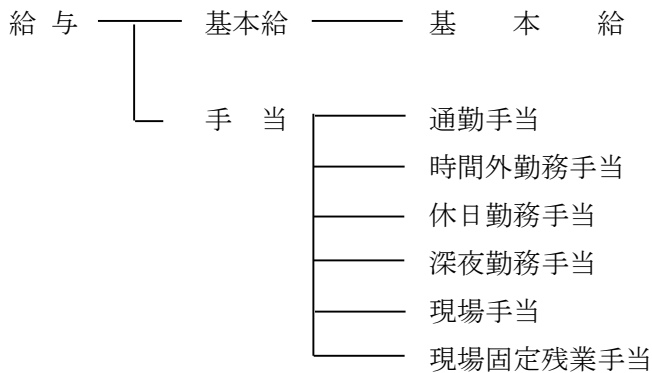 給与 基本給 基本給
手当 通勤手当
時間外勤務手当
休日勤務手当
深夜勤務手当
現場手当
現場固定残業手当